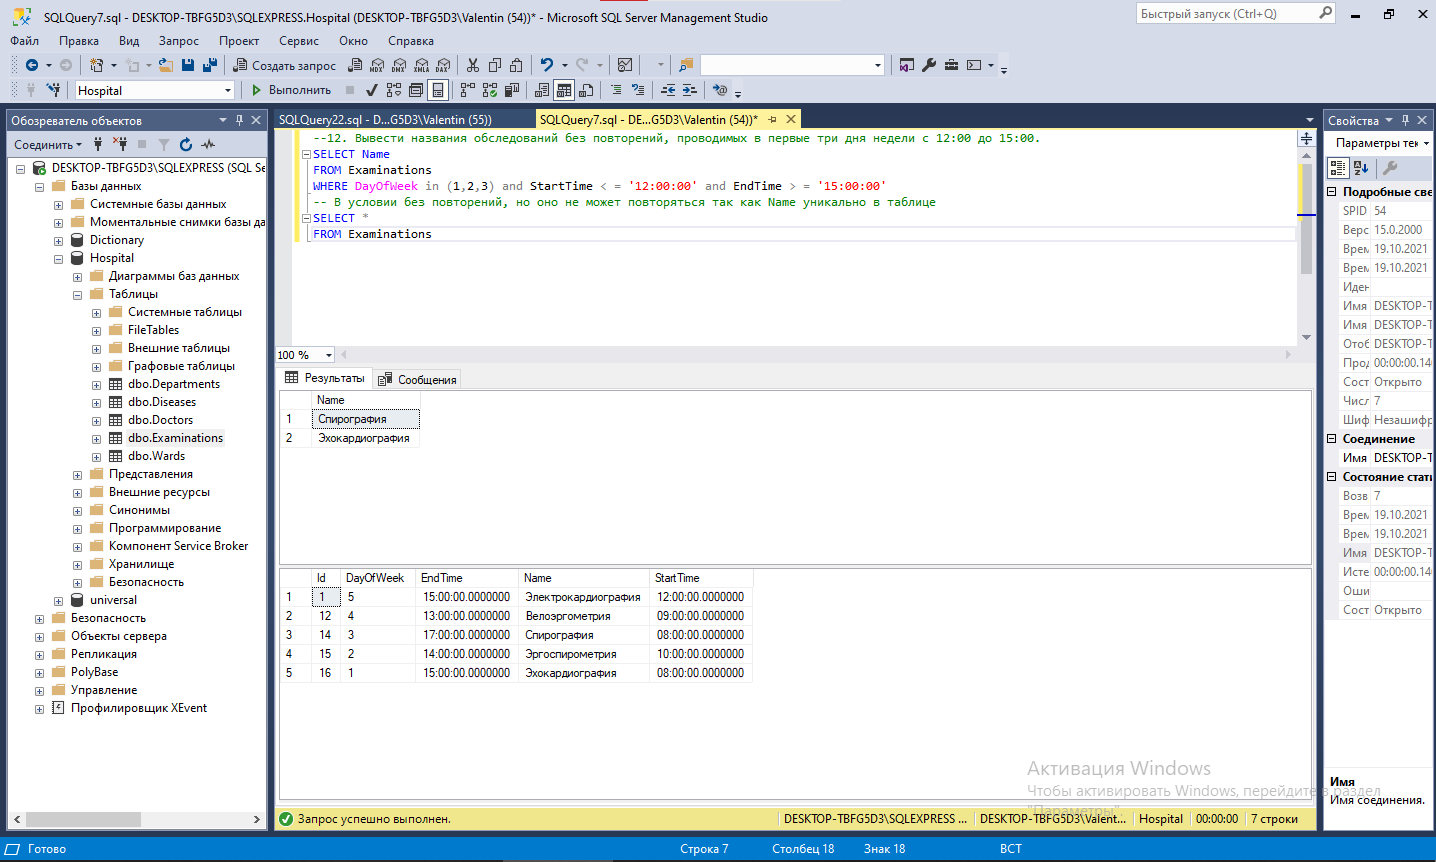 SQLQuery7.sql - DESKTOP-TBFG5D3\SQLEXPRESS.Hospital (DESKTOP-TBFG5D3\Valentin (54))* - Microsoft SQL Server Management Studio
Быстрый запуск (Ctrl+Q)
Файл Правка Вид Запрос Проект Сервис Окно Справка
Создать запрос
MDX DMX XMLA DAX
Hospital
Выполнить
Обозреватель объектов
Соединить
DESKTOP-TBFG5D3\SQLEXPRESS (SQL Se
Базы данных
Системные базы данных
Моментальные снимки базы да
Dictionary
Hospital
Диаграммы баз данных
Таблицы
Системные таблицы
FileTables
Внешние таблицы
Графовые таблицы
dbo.Departments
dbo.Diseases
dbo.Doctors
dbo.Examinations
dbo.Wards
Представления
Внешние ресурсы
Синонимы
Программирование
Компонент Service Broker
Хранилище
Безопасность
universal
Безопасность
Объекты сервера
Репликация
PolyBase
Управление
Профилировщик XEvent
SQLQuery22.sql - D...G5D3\Valentin (55))
SQLQuery7.sql - DE...G5D3\Valentin (54))*
--12. Вывести названия обследований без повторений, проводимых в первые три дня недели с 12:00 до 15:00.
SELECT Name
FROM Examinations
WHERE DayOfWeek in (1,2,3) and StartTime < = '12:00:00' and EndTime > = '15:00:00'
-- В условии без повторений, но оно не может повторяться так как Name уникально в таблице
SELECT *
FROM Examinations
100 %
Результаты
Сообщения
Name
1 Спирография
2 Эхокардиография
Id DayOfWeek EndTime Name StartTime
1 1 5 15:00:00.0000000 Электрокардиография 12:00:00.0000000
2 12 4 13:00:00.0000000 Велоэргометрия 09:00:00.0000000
3 14 3 17:00:00.0000000 Спирография 08:00:00.0000000
4 15 2 14:00:00.0000000 Эргоспирометрия 10:00:00.0000000
5 16 1 15:00:00.0000000 Эхокардиография 08:00:00.0000000
Запрос успешно выполнен.
DESKTOP-TBFG5D3\SQLEXPRESS ...
DESKTOP-TBFG5D3\Valent...
Hospital
00:00:00
7 строки
Свойства
Параметры тек
Подробные све
SPID 54
Верс 15.0.2000
Врем 19.10.2021
Врем 19.10.2021
Иден
Имя DESKTOP-T
Имя DESKTOP-T
Отоб DESKTOP-T
Прод 00:00:00.14
Сост Открыто
Числ 7
Шиф Незашифр
Соединение
Имя DESKTOP-T
Состояние стати
Возв 7
Врем 19.10.2021
Врем 19.10.2021
Имя DESKTOP-T
Исте 00:00:00.14
Оши
Сост Открыто
Имя
Имя соединения.
Активация Windows
Чтобы активировать Windows, перейдите в раздел
"Параметры".
Готово
Строка 7
Столбец 18
Знак 18
ВСТ